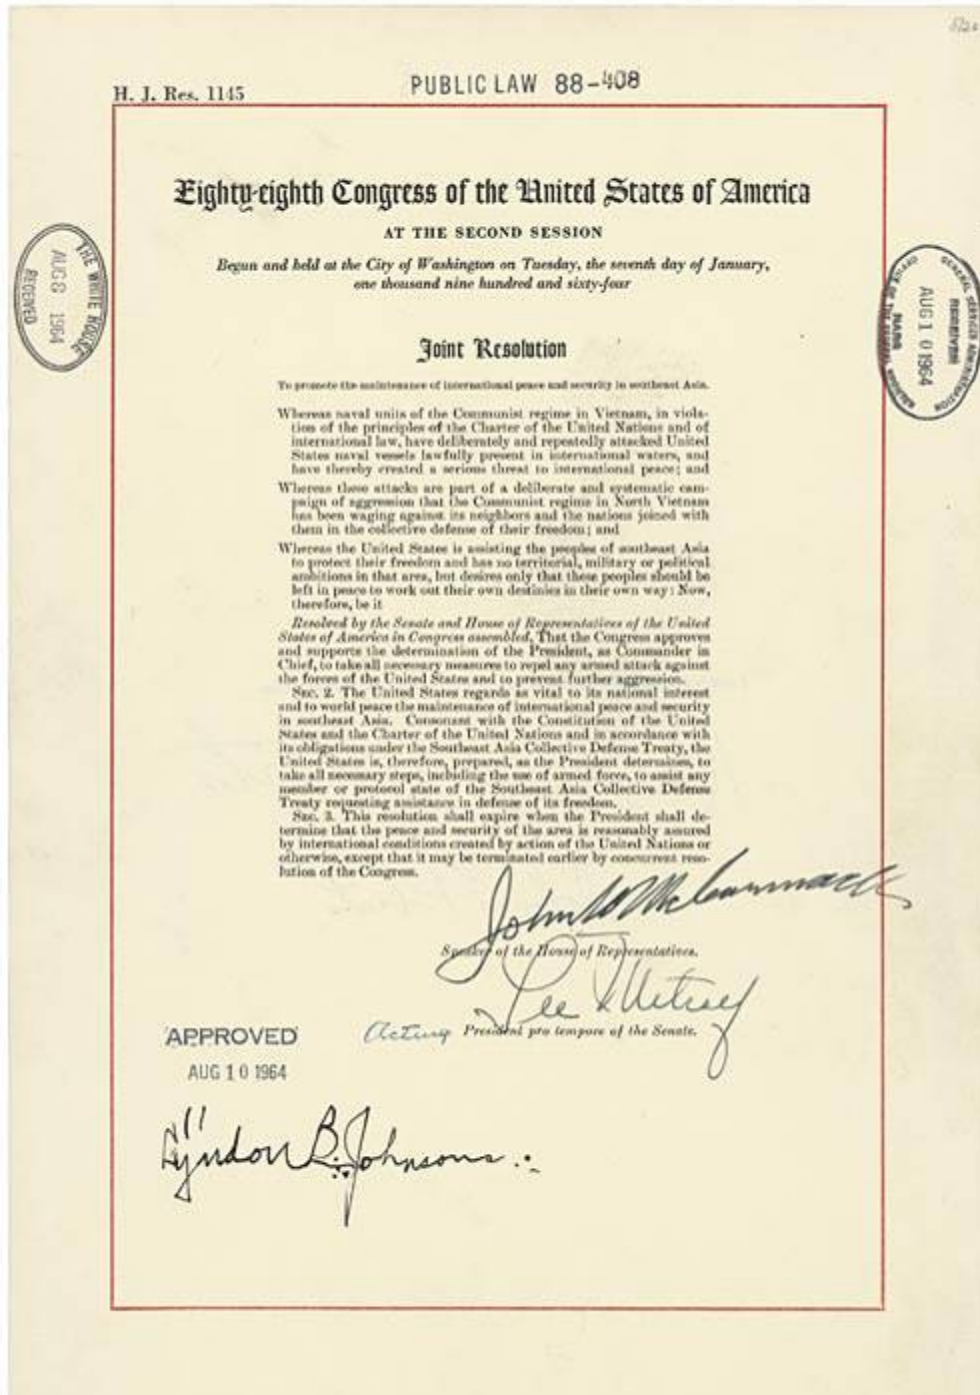 H. J. Res. 1145
PUBLIC LAW 88-408
Eighty-eighth Congress of the United States of America
AT THE SECOND SESSION
Begun and held at the City of Washington on Tuesday, the seventh day of January,
one thousand nine hundred and sixty-four
THE WHITE HOUSE
AUG 8 1964
RECEIVED
GENERAL SERVICES ADMINISTRATION
RECEIVED
AUG 10 1964
NARS
Joint Resolution
To promote the maintenance of international peace and security in southeast Asia.
Whereas naval units of the Communist regime in Vietnam, in viola-
tion of the principles of the Charter of the United Nations and of
international law, have deliberately and repeatedly attacked United
States naval vessels lawfully present in international waters, and
have thereby created a serious threat to international peace; and
Whereas these attacks are part of a deliberate and systematic cam-
paign of aggression that the Communist regime in North Vietnam
has been waging against its neighbors and the nations joined with
them in the collective defense of their freedom; and
Whereas the United States is assisting the peoples of southeast Asia
to protect their freedom and has no territorial, military or political
ambitions in that area, but desires only that these peoples should be
left in peace to work out their own destinies in their own way: Now,
therefore, be it
Resolved by the Senate and House of Representatives of the United
States of America in Congress assembled, That the Congress approves
and supports the determination of the President, as Commander in
Chief, to take all necessary measures to repel any armed attack against
the forces of the United States and to prevent further aggression.
SEC. 2. The United States regards as vital to its national interest
and to world peace the maintenance of international peace and security
in southeast Asia. Consonant with the Constitution of the United
States and the Charter of the United Nations and in accordance with
its obligations under the Southeast Asia Collective Defense Treaty, the
United States is, therefore, prepared, as the President determines, to
take all necessary steps, including the use of armed force, to assist any
member or protocol state of the Southeast Asia Collective Defense
Treaty requesting assistance in defense of its freedom.
SEC. 3. This resolution shall expire when the President shall de-
termine that the peace and security of the area is reasonably assured
by international conditions created by action of the United Nations or
otherwise, except that it may be terminated earlier by concurrent reso-
lution of the Congress.
John W McCormack
Speaker of the House of Representatives.
Lee Metcalf
Acting President pro tempore of the Senate.
APPROVED
AUG 10 1964
Lyndon B. Johnson